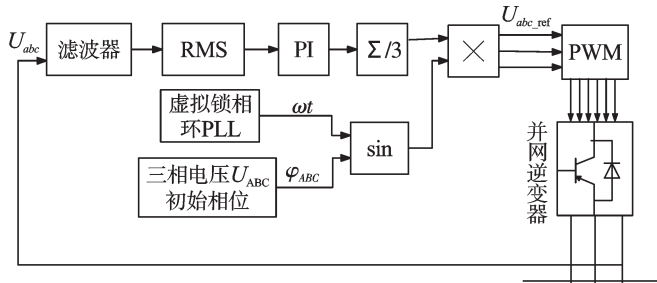 U_abc
滤波器
RMS
PI
Σ/3
×
U_abc_ref
PWM
虚拟锁相
环PLL
ωt
三相电压U_ABC
初始相位
φ_ABC
sin
并网逆变器